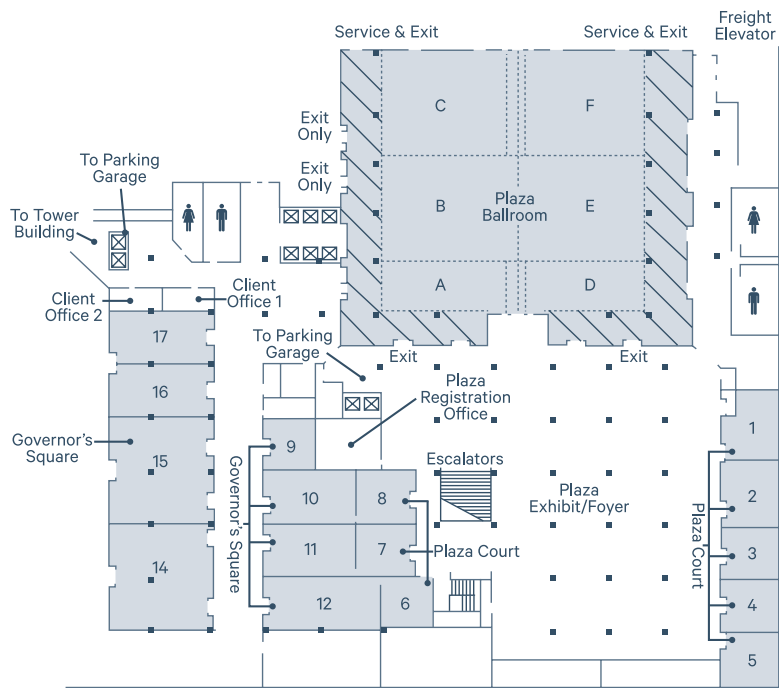 Freight
Elevator
Service & Exit
Service & Exit
C
F
Exit
Only
Exit
Only
To Parking
Garage
To Tower
Building
B
Plaza
Ballroom
E
A
D
Client
Office 1
Client
Office 2
17
To Parking
Garage
Exit
Exit
16
Plaza
Registration
Office
1
Governor's
Square
9
15
Escalators
Governor's Square
10
8
Plaza
Exhibit/Foyer
2
Plaza Court
11
7
Plaza Court
3
14
12
6
4
5